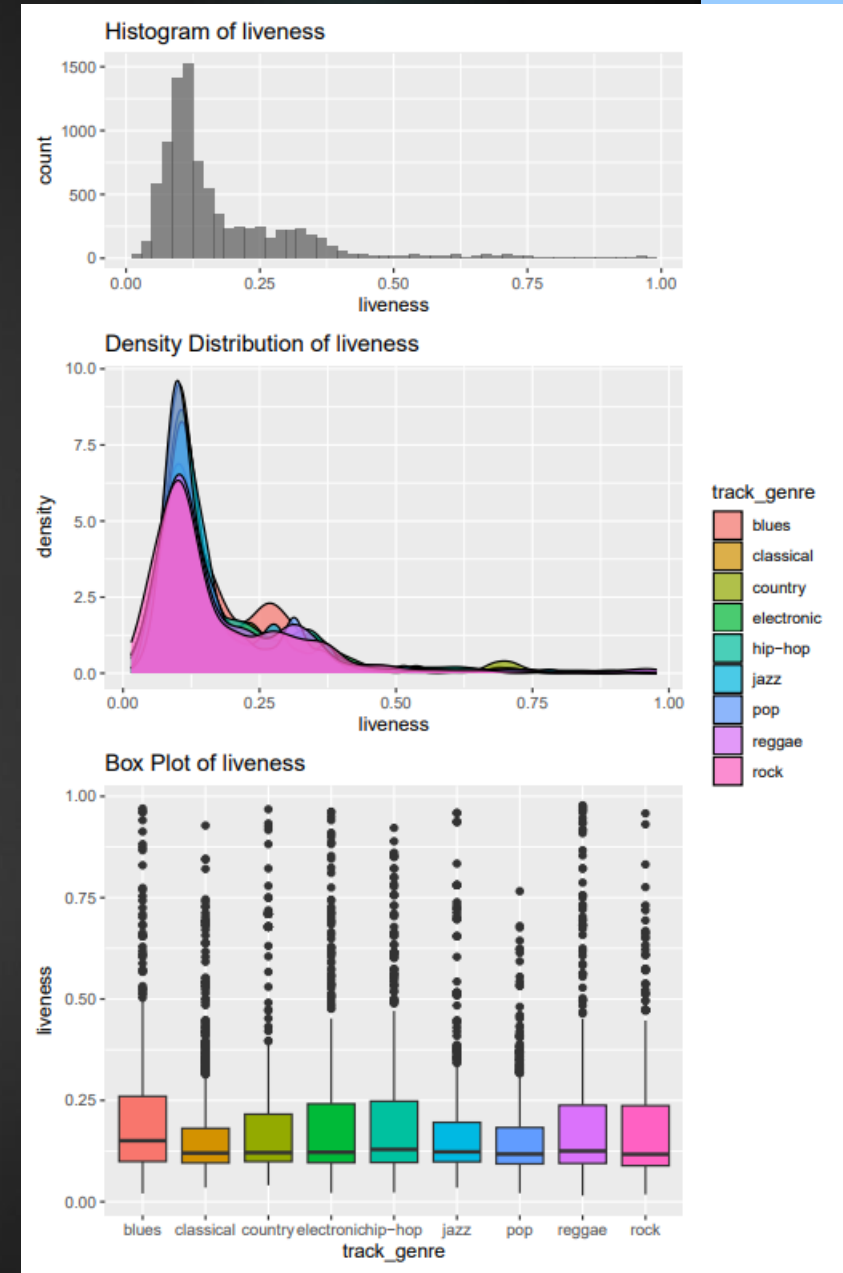 Histogram of liveness
1500
1000
500
0
count
0.00 0.25 0.50 0.75 1.00
liveness
Density Distribution of liveness
10.0
7.5
5.0
2.5
0.0
density
0.00 0.25 0.50 0.75 1.00
liveness
track_genre
blues
classical
country
electronic
hip-hop
jazz
pop
reggae
rock
Box Plot of liveness
1.00
0.75
0.50
0.25
0.00
liveness
blues classical country electronic hip-hop jazz pop reggae rock
track_genre